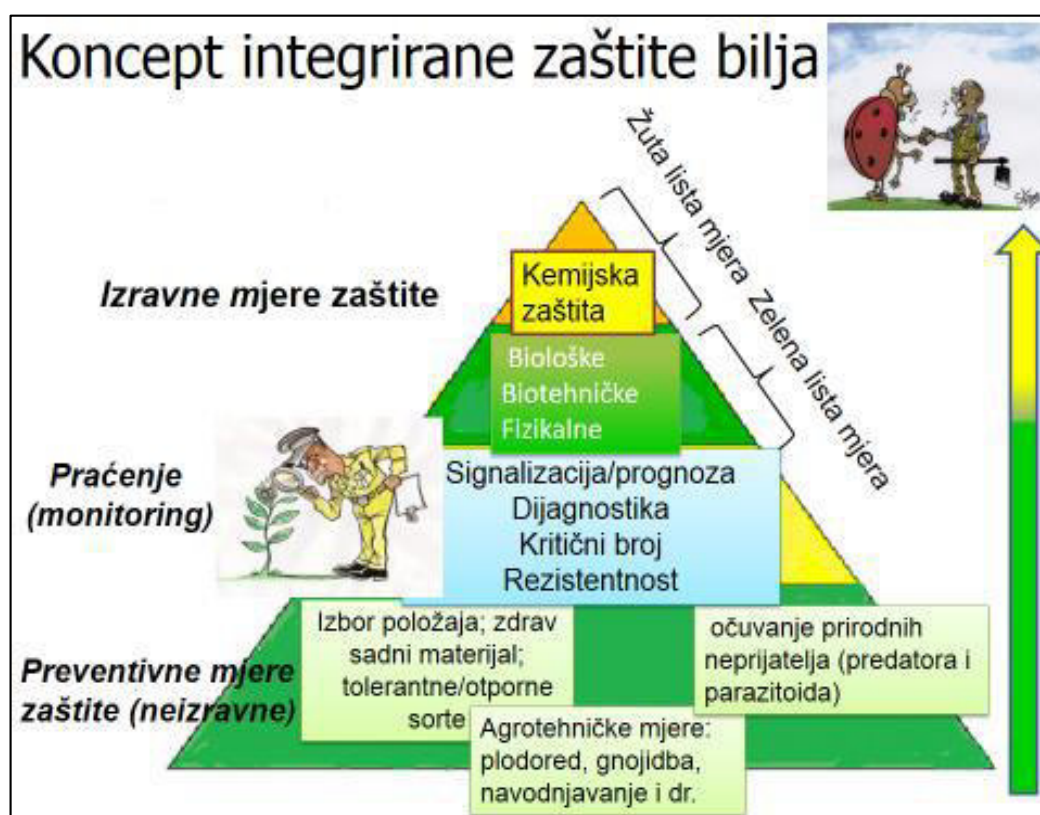 Koncept integrirane zaštite bilja
Žuta lista mjera
Zelena lista mjera
Izravne mjere zaštite
Kemijska
zaštita
Biološke
Biotehničke
Fizikalne
Praćenje
(monitoring)
Signalizacija/prognoza
Dijagnostika
Kritični broj
Rezistentnost
Preventivne mjere
zaštite (neizravne)
Izbor položaja; zdrav
sadni materijal;
tolerantne/otporne
sorte
očuvanje prirodnih
neprijatelja (predatora i
parazitoida)
Agrotehničke mjere:
plodored, gnojidba,
navodnjavanje i dr.